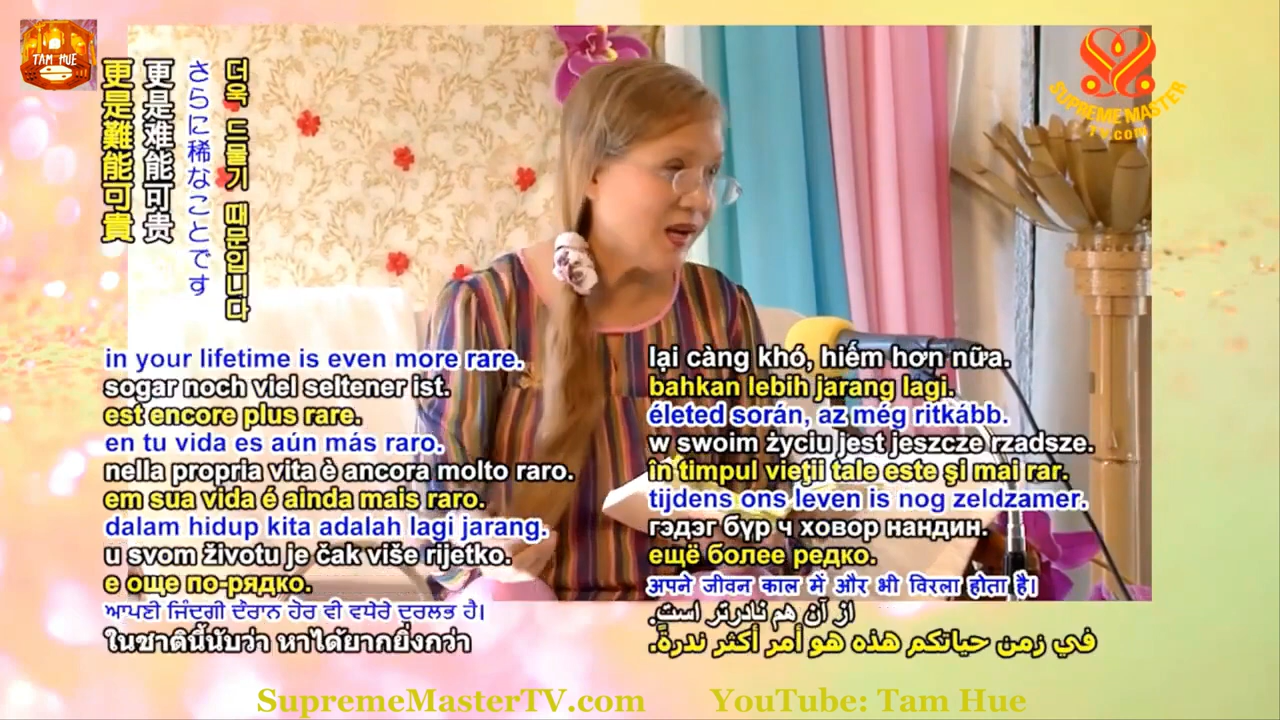 TAM HUE
SUPREME MASTER
TV.com
更是難能可貴
更是难能可贵
さらに稀なことです
더욱 드물기 때문입니다
in your lifetime is even more rare.
sogar noch viel seltener ist.
est encore plus rare.
en tu vida es aún más raro.
nella propria vita è ancora molto raro.
em sua vida é ainda mais raro.
dalam hidup kita adalah lagi jarang.
u svom životu je čak više rijetko.
е още по-рядко.
ਆਪਣੀ ਜਿੰਦਗੀ ਦੌਰਾਨ ਹੋਰ ਵੀ ਵਧੇਰੇ ਦੁਰਲਭ ਹੈ।
ในชาตินี้นับว่า หาได้ยากยิ่งกว่า
lại càng khó, hiếm hơn nữa.
bahkan lebih jarang lagi.
életed során, az még ritkább.
w swoim życiu jest jeszcze rzadsze.
în timpul vieţii tale este şi mai rar.
tijdens ons leven is nog zeldzamer.
гэдэг бүр ч ховор нандин.
ещё более редко.
अपने जीवन काल में और भी विरला होता है।
از آن هم نادرتر است.
في زمن حياتكم هذه هو أمر أكثر ندرةً.
SupremeMasterTV.com YouTube: Tam Hue